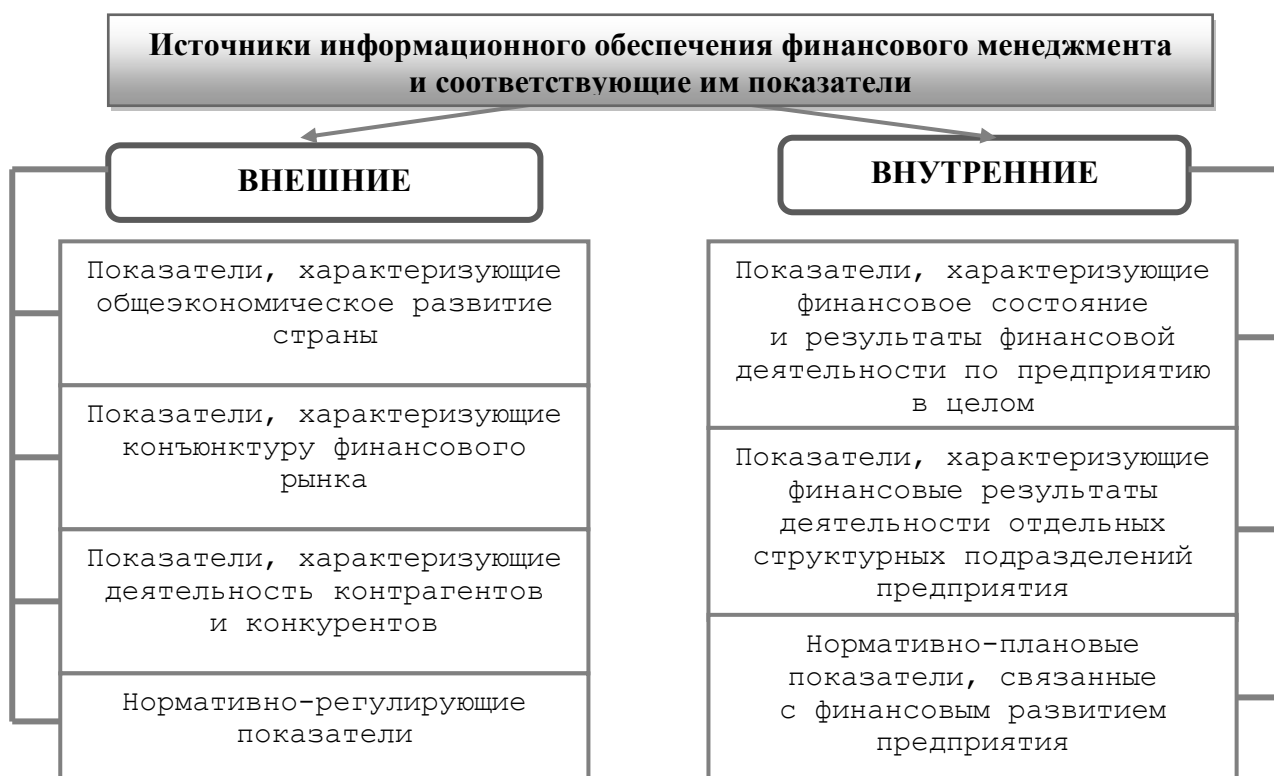 Источники информационного обеспечения финансового менеджмента
и соответствующие им показатели
ВНЕШНИЕ
Показатели, характеризующие
общеэкономическое развитие
страны
Показатели, характеризующие
конъюнктуру финансового
рынка
Показатели, характеризующие
деятельность контрагентов
и конкурентов
Нормативно-регулирующие
показатели
ВНУТРЕННИЕ
Показатели, характеризующие
финансовое состояние
и результаты финансовой
деятельности по предприятию
в целом
Показатели, характеризующие
финансовые результаты
деятельности отдельных
структурных подразделений
предприятия
Нормативно-плановые
показатели, связанные
с финансовым развитием
предприятия